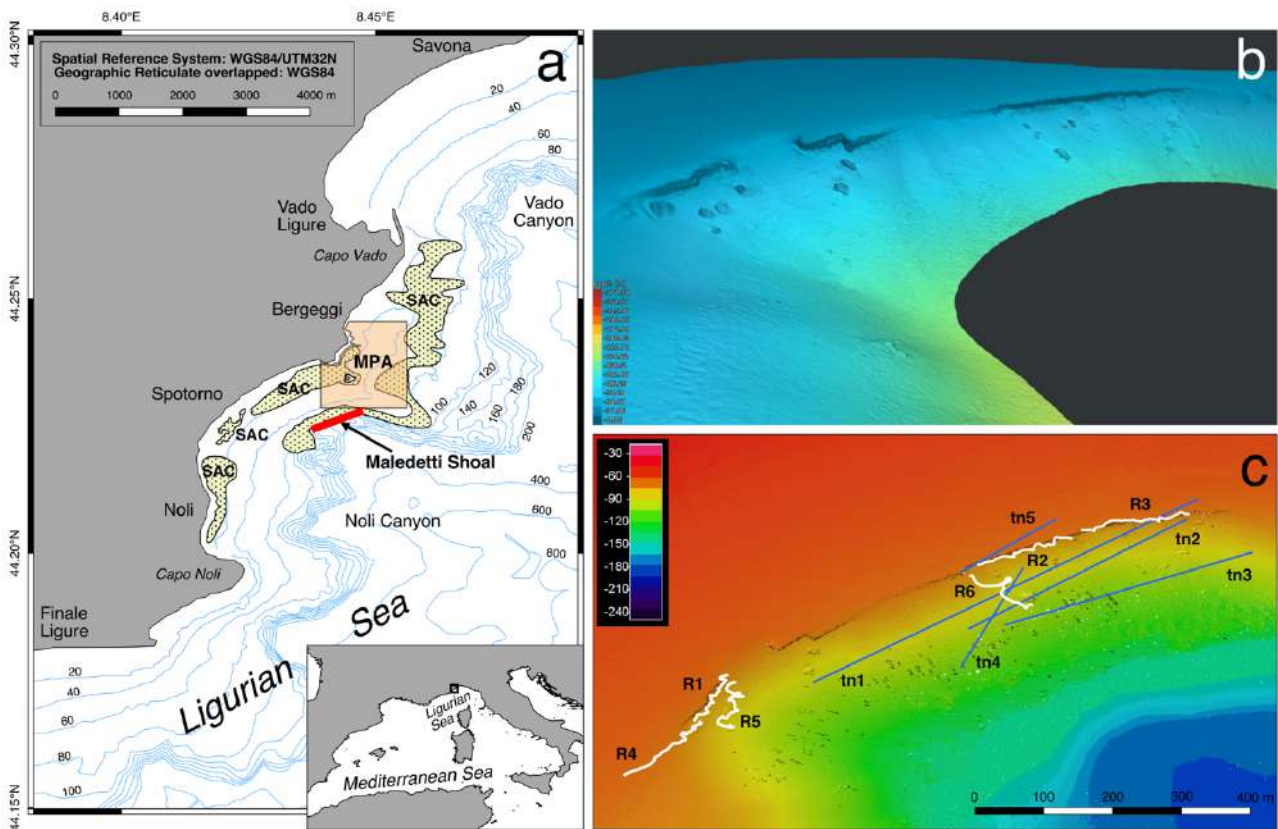 8.40°E
8.45°E
44.30°N
44.25°N
44.20°N
44.15°N
Spatial Reference System: WGS84/UTM32N
Geographic Reticulate overlapped: WGS84
0 1000 2000 3000 4000 m
a
Savona
20
40
60
80
Vado
Ligure
Vado
Canyon
Capo Vado
SAC
Bergeggi
MPA
SAC
Spotorno
SAC
SAC
100
120
140
160
180
200
Maledetti Shoal
400
600
800
Noli
Noli Canyon
Capo Noli
Finale
Ligure
20
40
60
80
100
Ligurian Sea
Ligurian
Sea
Mediterranean Sea
b
c
-30
-60
-90
-120
-150
-180
-210
-240
R3
tn5
tn2
R2
tn3
R6
tn4
tn1
R1
R5
R4
0 100 200 300 400 m